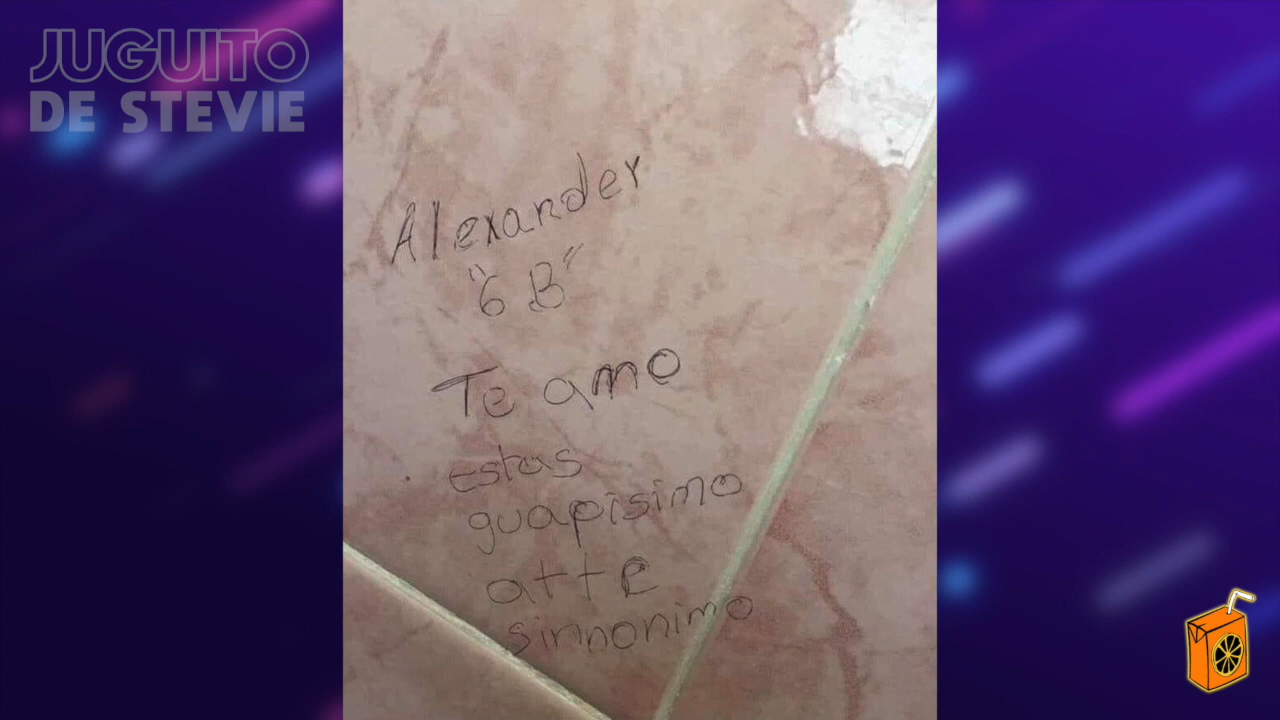 JUGUITO
DE STEVIE
Alexander
"6 B"
Te amo
estas
guapisimo
atte
sinnonimo